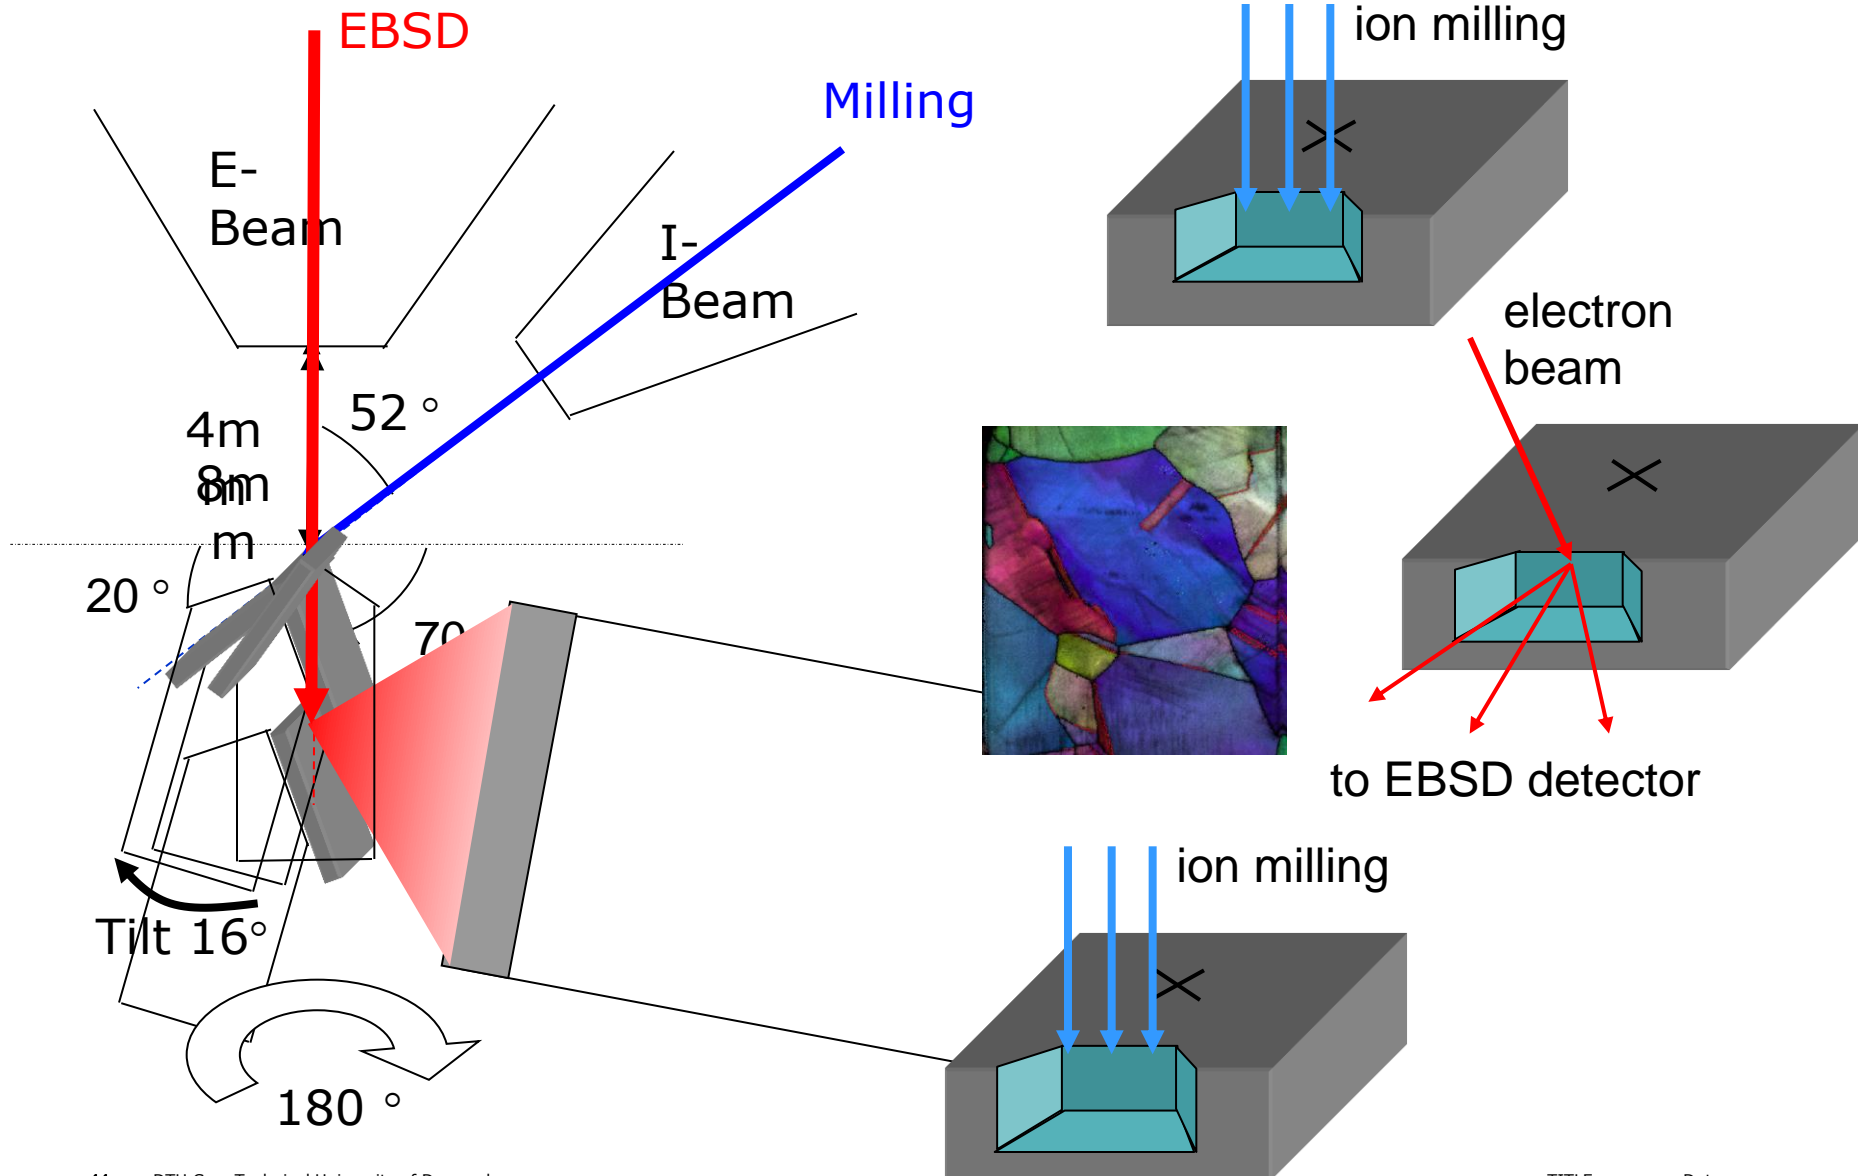 EBSD
ion milling
Milling
E-
Beam
I-
Beam
electron
beam
52 °
4m
8m
m
m
20 °
70
to EBSD detector
ion milling
Tilt 16°
180 °